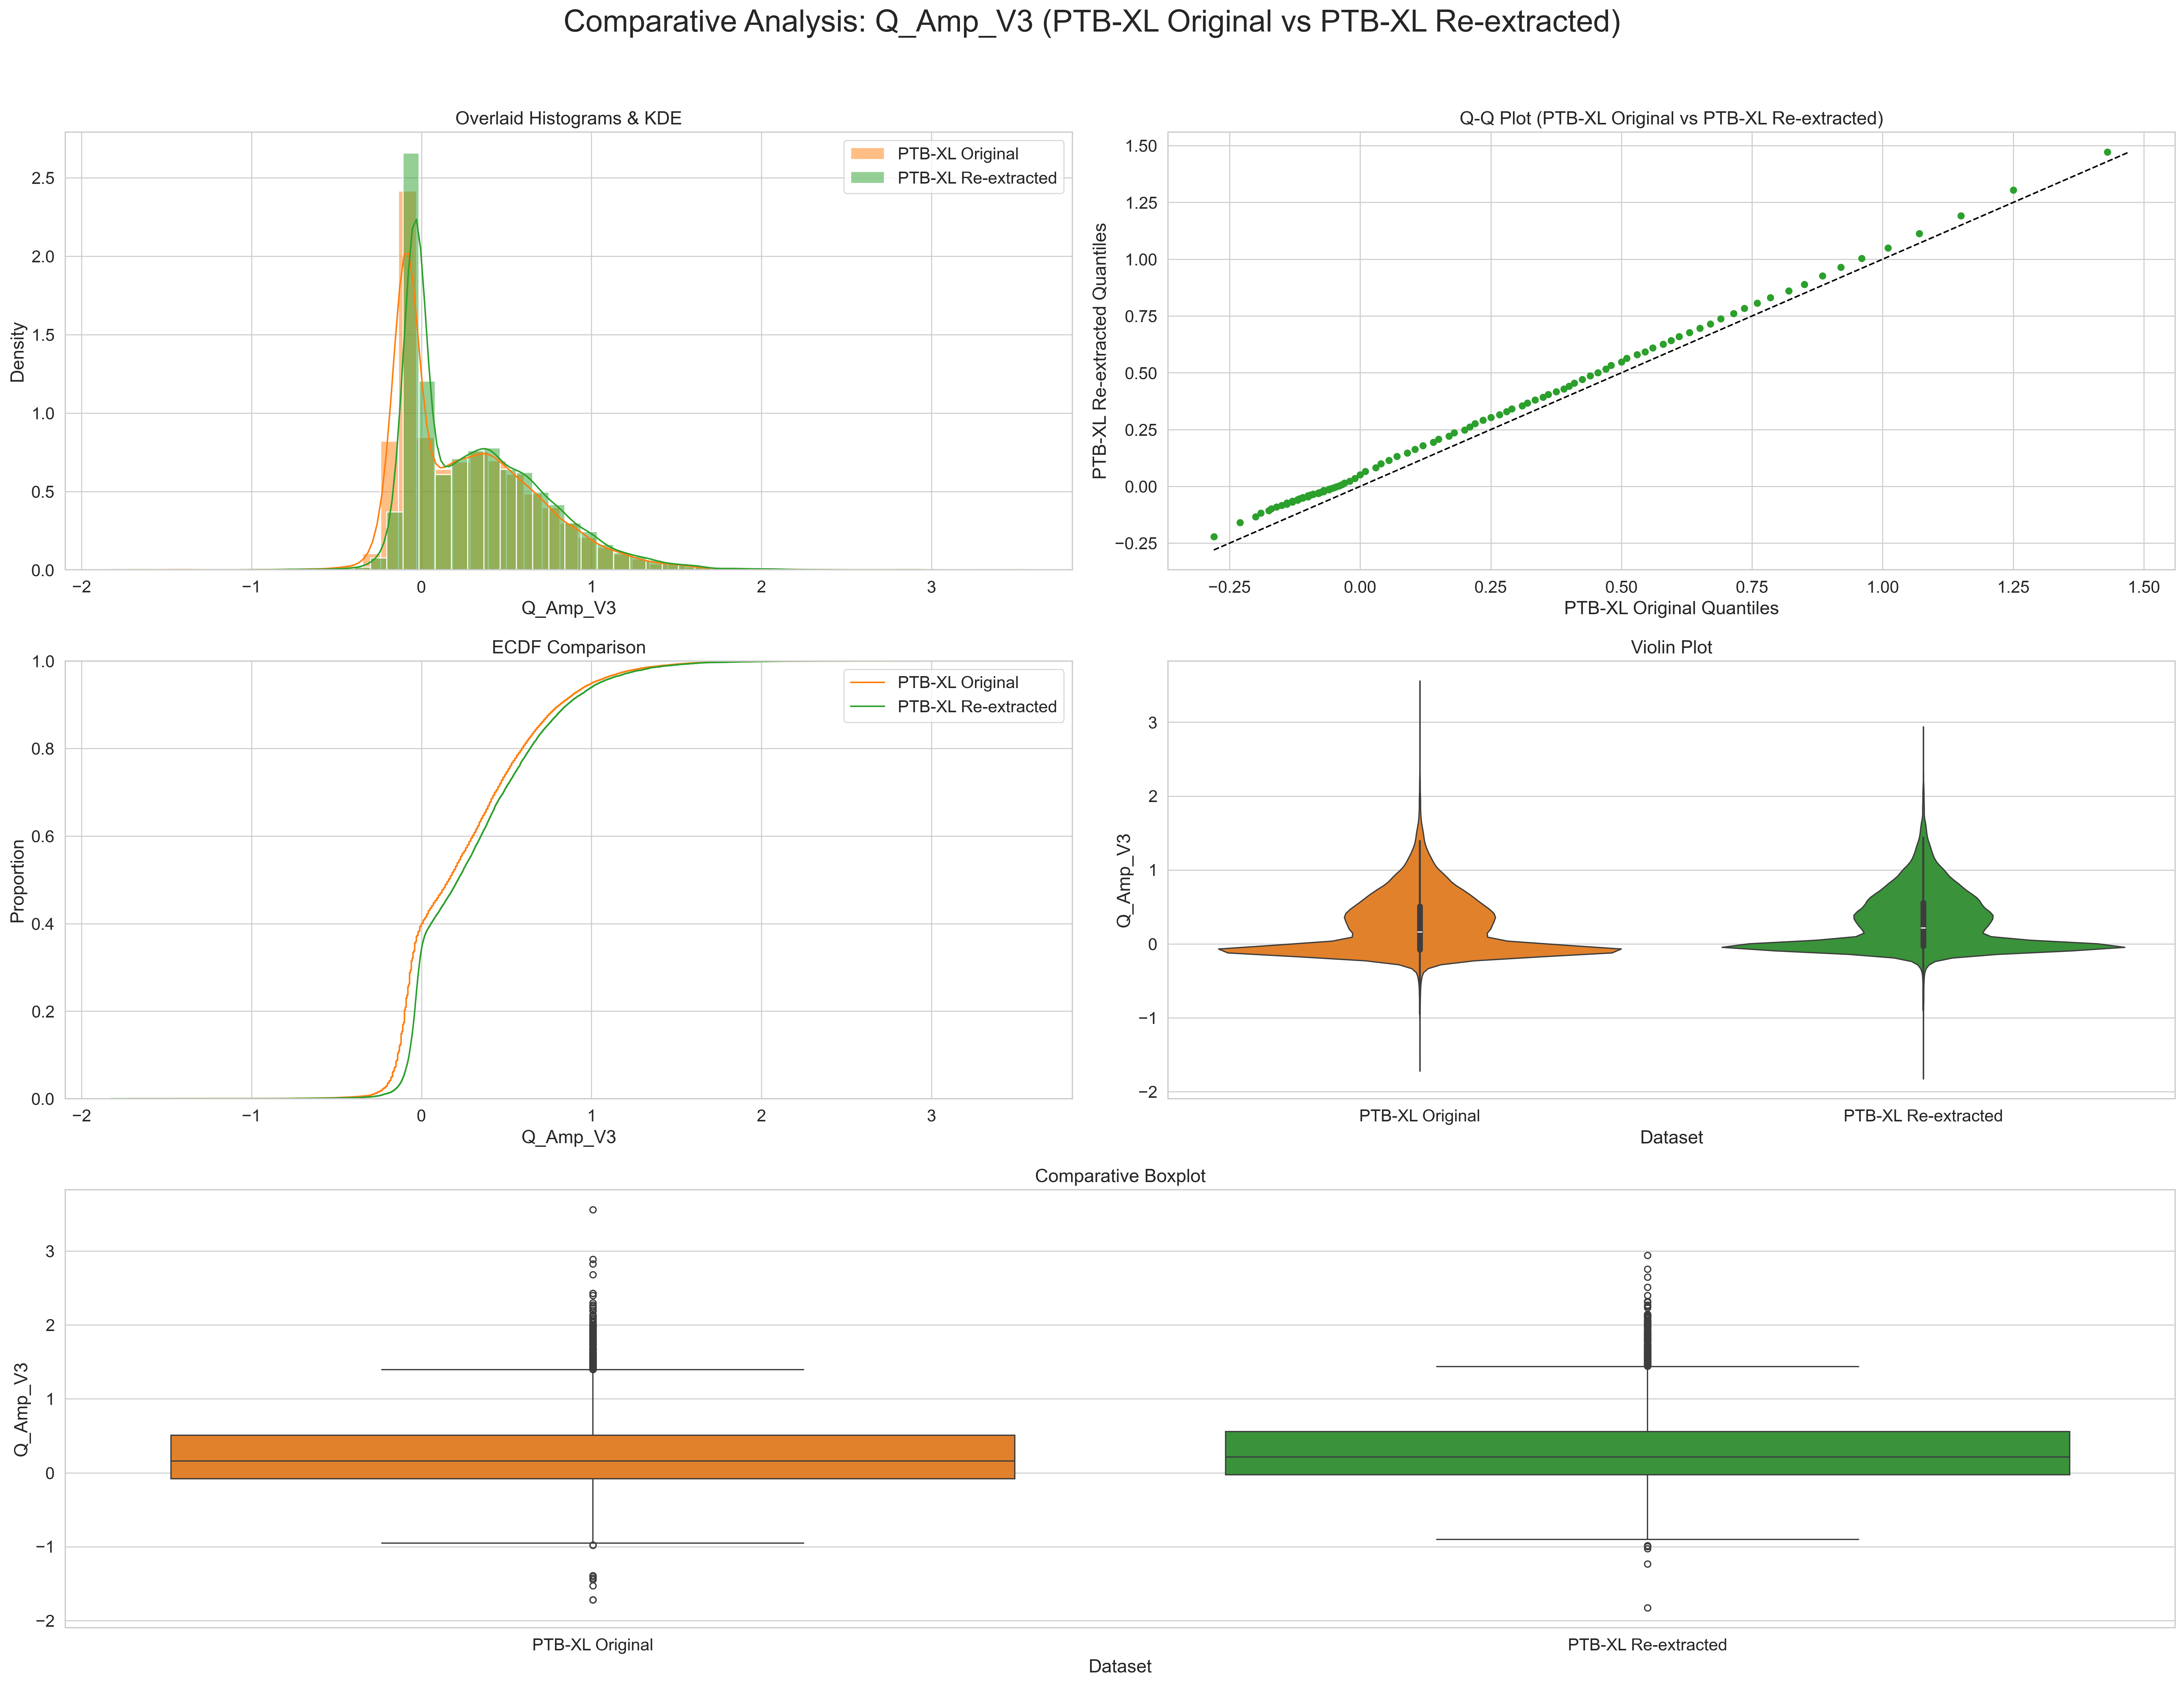 Comparative Analysis: Q_Amp_V3 (PTB-XL Original vs PTB-XL Re-extracted)
Overlaid Histograms & KDE
PTB-XL Original
PTB-XL Re-extracted
Density
2.5
2.0
1.5
1.0
0.5
0.0
−2
−1
0
1
2
3
Q_Amp_V3
Q-Q Plot (PTB-XL Original vs PTB-XL Re-extracted)
PTB-XL Re-extracted Quantiles
1.50
1.25
1.00
0.75
0.50
0.25
0.00
−0.25
−0.25
0.00
0.25
0.50
0.75
1.00
1.25
1.50
PTB-XL Original Quantiles
ECDF Comparison
PTB-XL Original
PTB-XL Re-extracted
Proportion
1.0
0.8
0.6
0.4
0.2
0.0
−2
−1
0
1
2
3
Q_Amp_V3
Violin Plot
Q_Amp_V3
3
2
1
0
−1
−2
PTB-XL Original
PTB-XL Re-extracted
Dataset
Comparative Boxplot
Q_Amp_V3
3
2
1
0
−1
−2
PTB-XL Original
PTB-XL Re-extracted
Dataset